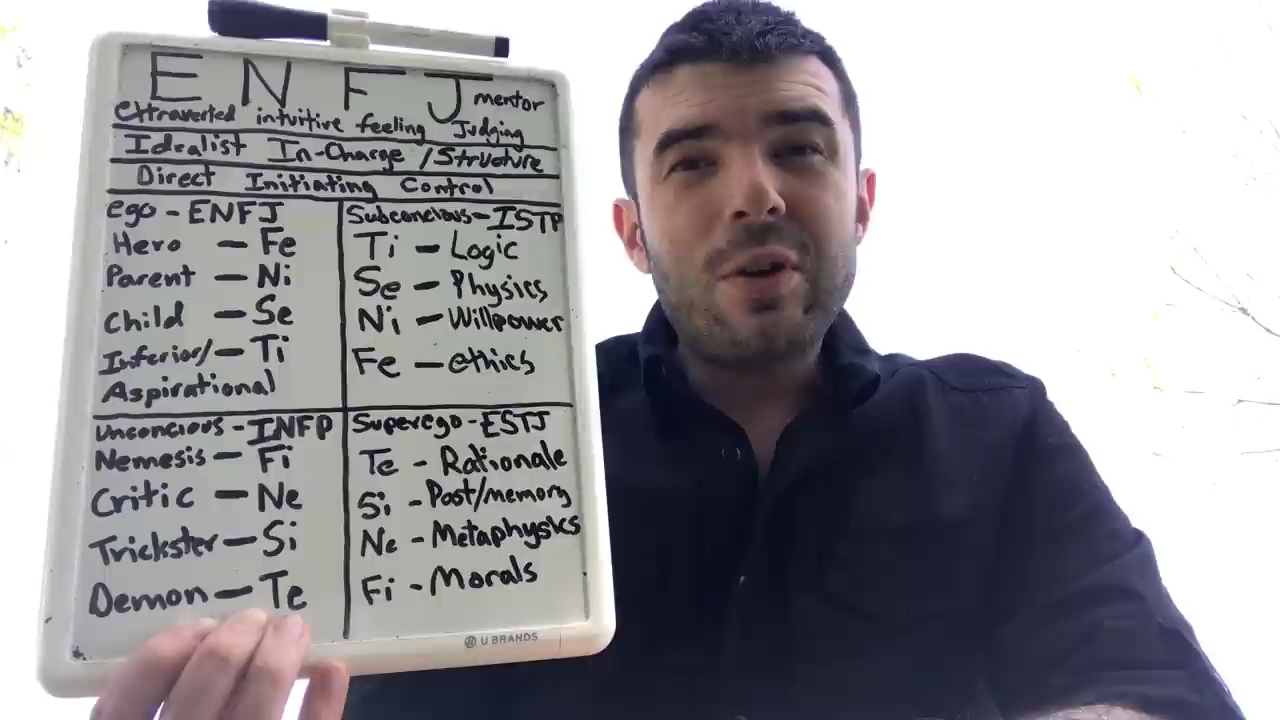 E N F J mentor
extraverted intuitive feeling Judging
Idealist In-Charge / Structure
Direct Initiating Control
ego - ENFJ
Hero - Fe
Parent - Ni
Child - Se
Inferior/ - Ti
Aspirational
Subconcious - ISTP
Ti - Logic
Se - Physics
Ni - Willpower
Fe - ethics
Unconcious - INFP
Nemesis - Fi
Critic - Ne
Trickster - Si
Demon - Te
Superego - ESTJ
Te - Rationale
Si - Past/memory
Ne - Metaphysics
Fi - Morals
U BRANDS